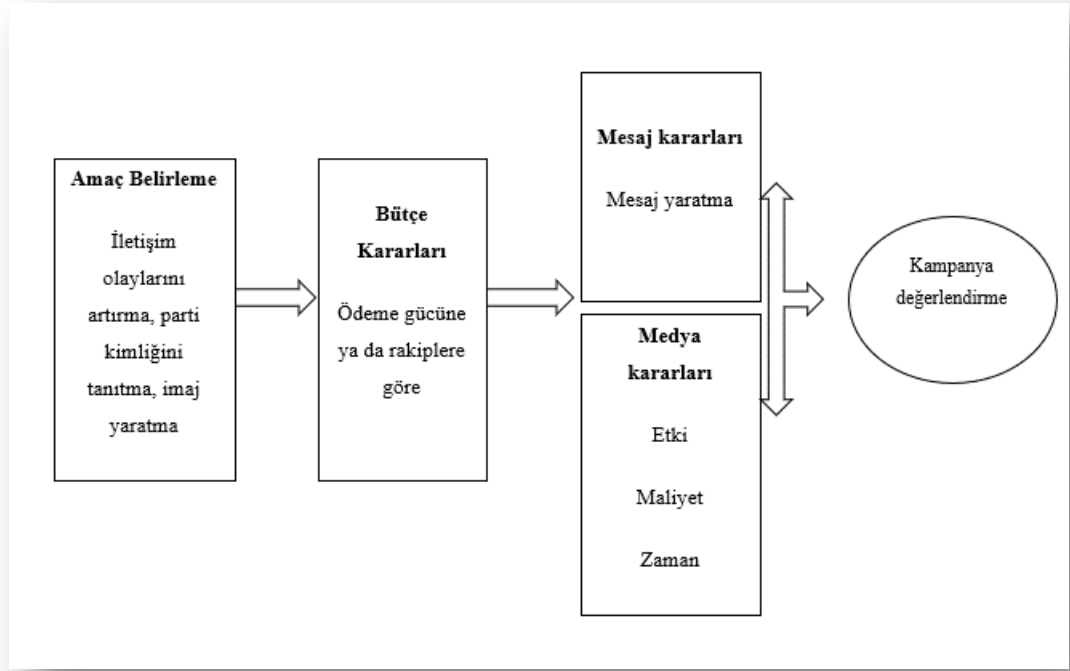 Amaç Belirleme
İletişim
olaylarını
artırma, parti
kimliğini
tanıtma, imaj
yaratma
Bütçe
Kararları
Ödeme gücüne
ya da rakiplere
göre
Mesaj kararları
Mesaj yaratma
Medya
kararları
Etki
Maliyet
Zaman
Kampanya
değerlendirme